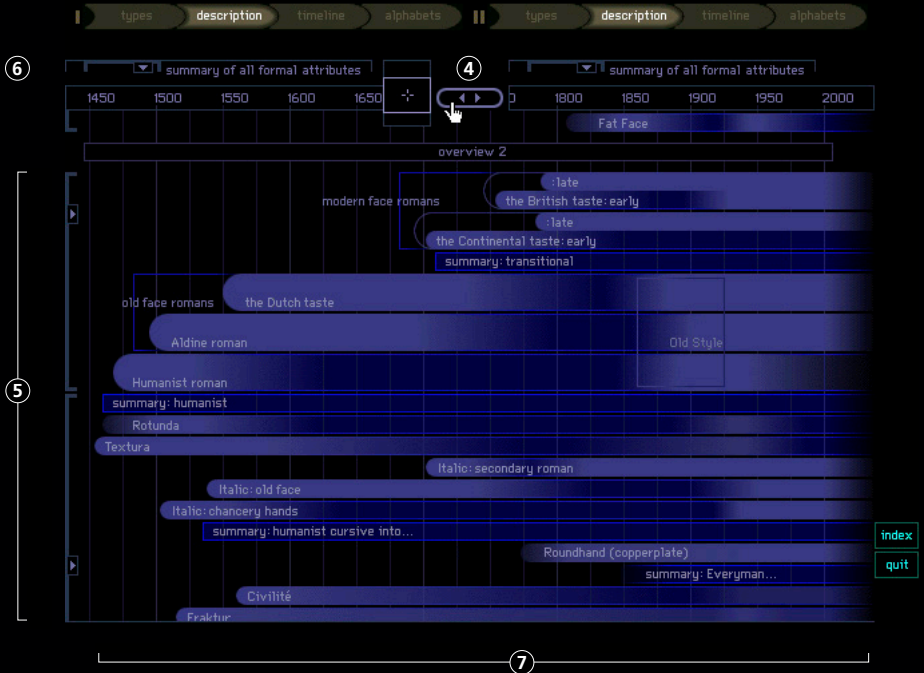 I types description timeline alphabets II types description timeline alphabets
6 summary of all formal attributes 4 summary of all formal attributes
1450 1500 1550 1600 1650 0 1800 1850 1900 1950 2000
Fat Face
overview 2
5
:late
modern face romans the British taste: early
:late
the Continental taste: early
summary: transitional
old face romans the Dutch taste
Aldine roman Old Style
Humanist roman
summary: humanist
Rotunda
Textura
Italic: secondary roman
Italic: old face
Italic: chancery hands
summary: humanist cursive into...
index
Roundhand (copperplate)
quit
summary: Everyman...
Civilité
Fraktur
7